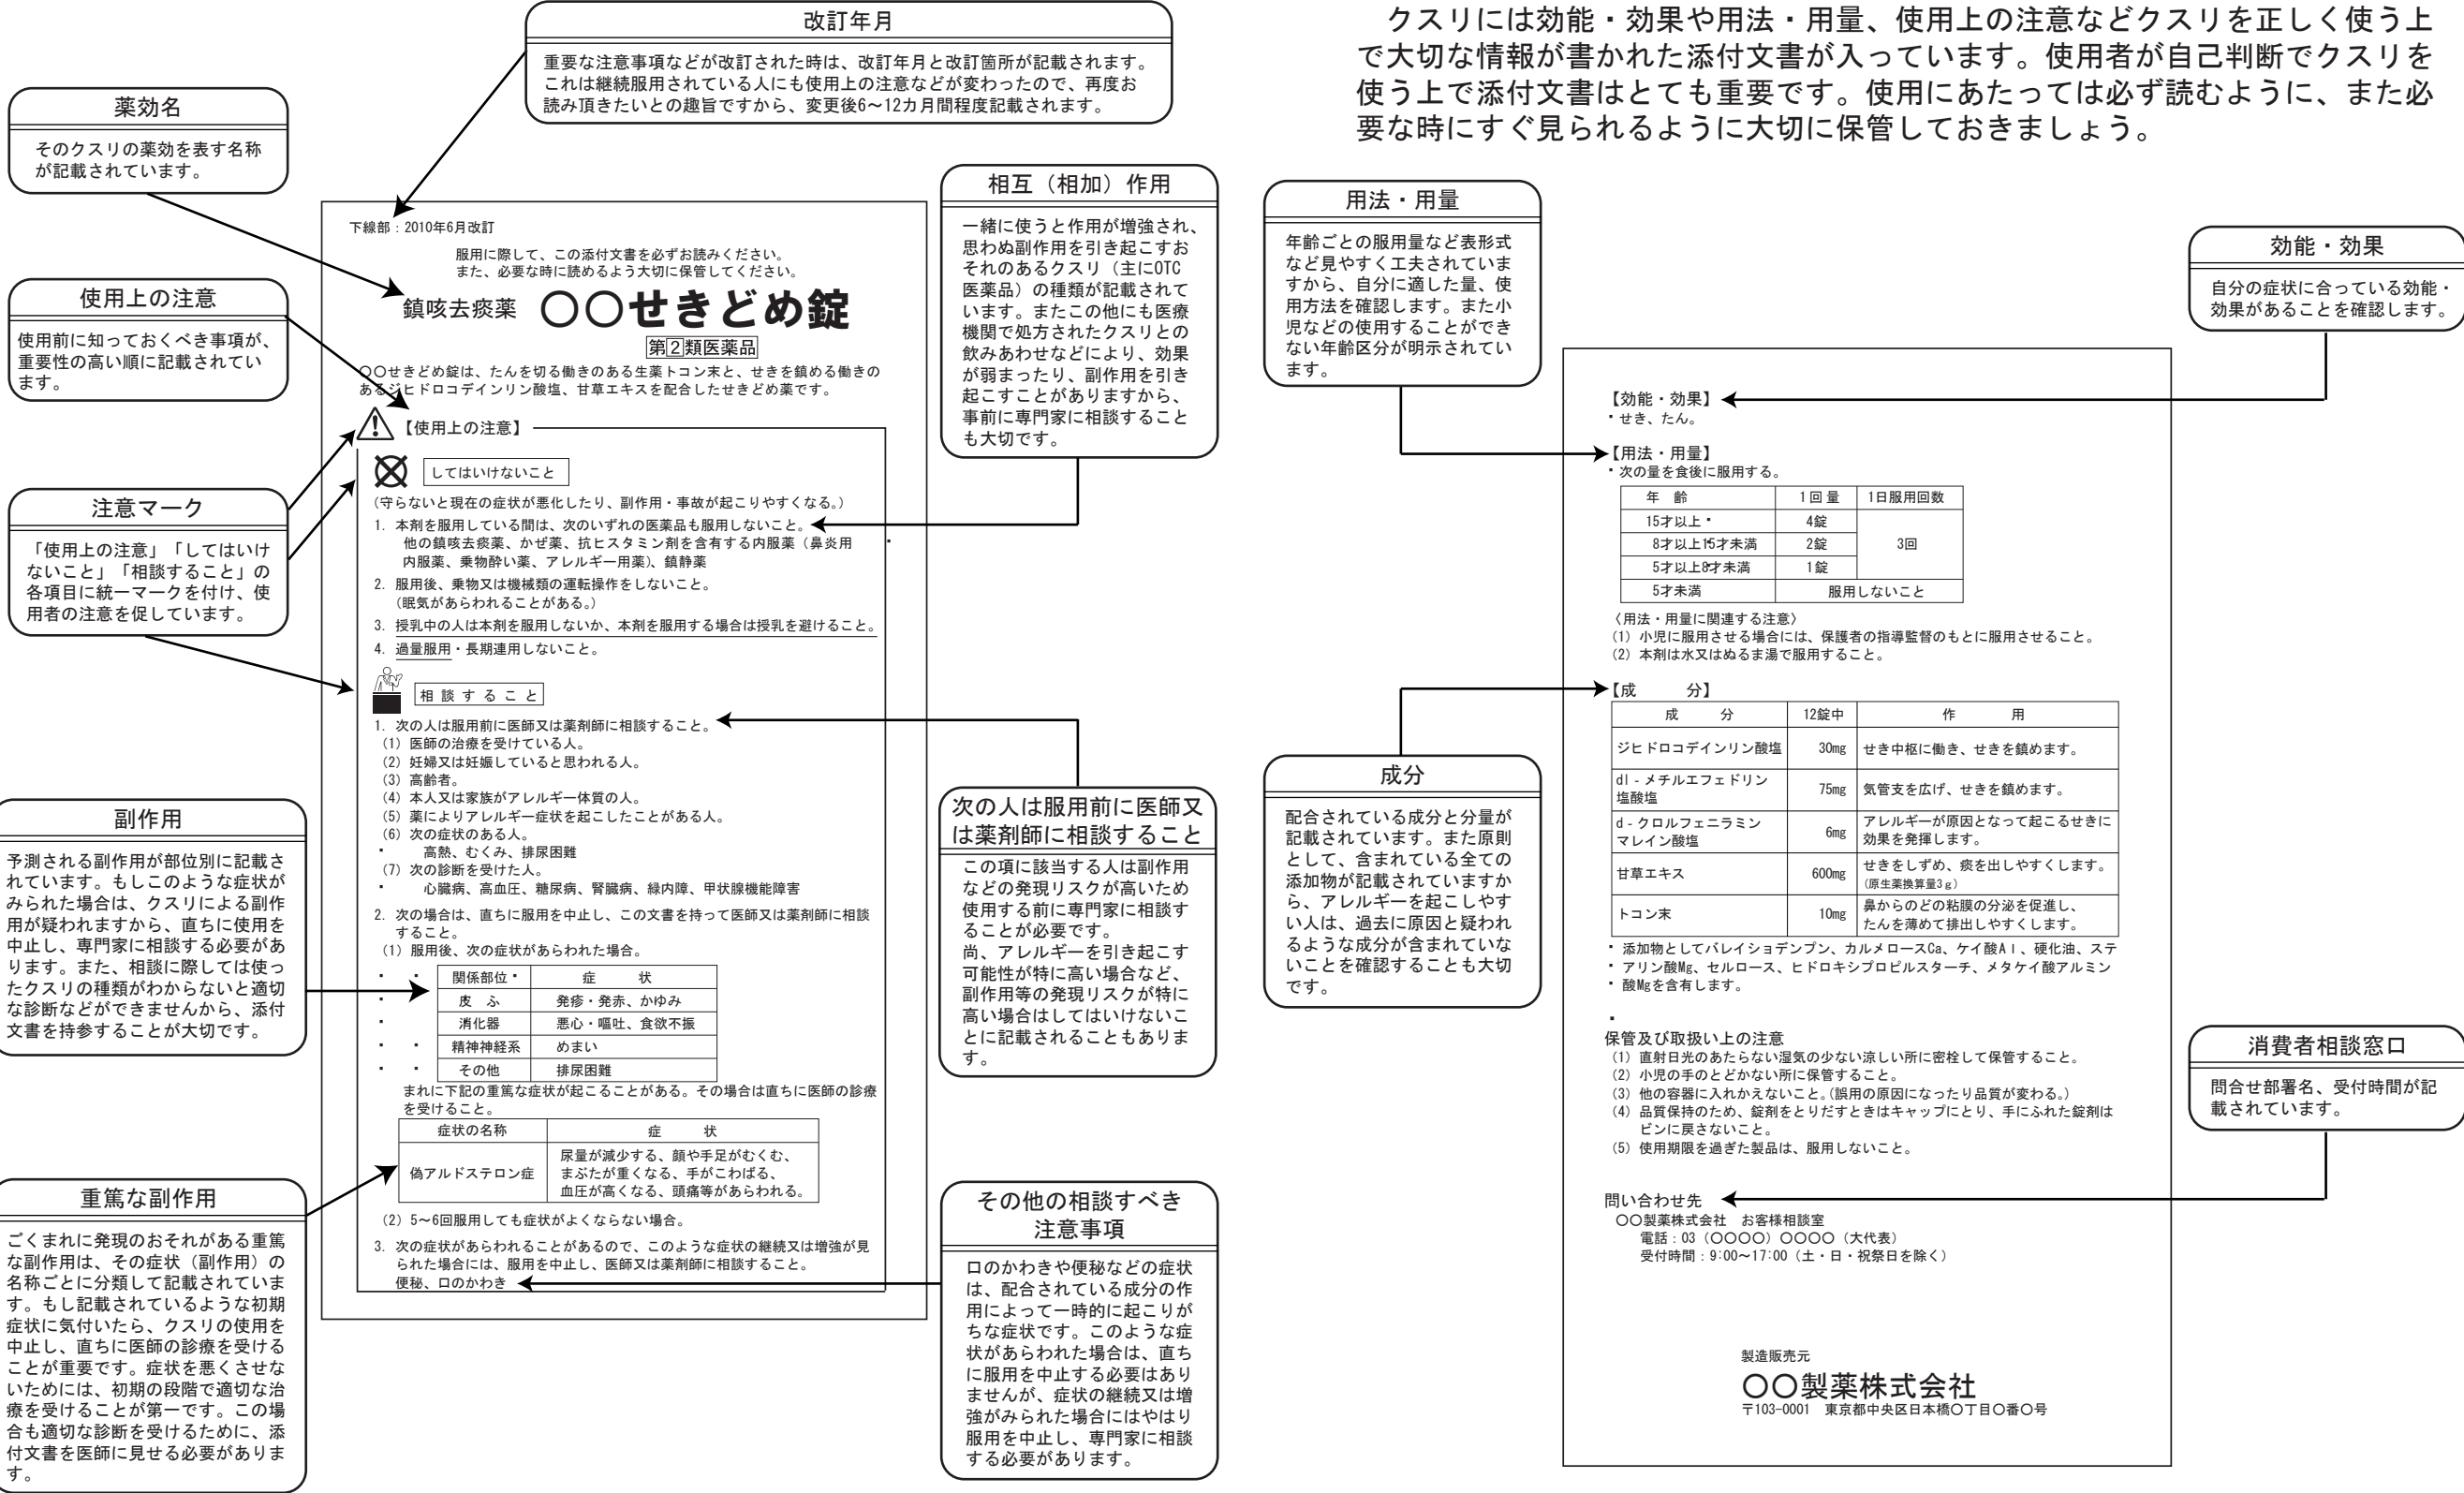 クスリには効能・効果や用法・用量、使用上の注意などクスリを正しく使う上
で大切な情報が書かれた添付文書が入っています。使用者が自己判断でクスリを
使う上で添付文書はとても重要です。使用にあたっては必ず読むように、また必
要な時にすぐ見られるように大切に保管しておきましょう。
改訂年月
重要な注意事項などが改訂された時は、改訂年月と改訂箇所が記載されます。
これは継続服用されている人にも使用上の注意などが変わったので、再度お
読み頂きたいとの趣旨ですから、変更後6〜12カ月間程度記載されます。
薬効名
そのクスリの薬効を表す名称
が記載されています。
使用上の注意
使用前に知っておくべき事項が、
重要性の高い順に記載されてい
ます。
注意マーク
「使用上の注意」「してはいけ
ないこと」「相談すること」の
各項目に統一マークを付け、使
用者の注意を促しています。
副作用
予測される副作用が部位別に記載さ
れています。もしこのような症状が
みられた場合は、クスリによる副作
用が疑われますから、直ちに使用を
中止し、専門家に相談する必要があ
ります。また、相談に際しては使っ
たクスリの種類がわからないと適切
な診断などができませんから、添付
文書を持参することが大切です。
重篤な副作用
ごくまれに発現のおそれがある重篤
な副作用は、その症状（副作用）の
名称ごとに分類して記載されていま
す。もし記載されているような初期
症状に気付いたら、クスリの使用を
中止し、直ちに医師の診療を受ける
ことが重要です。症状を悪くさせな
いためには、初期の段階で適切な治
療を受けることが第一です。この場
合も適切な診断を受けるために、添
付文書を医師に見せる必要がありま
す。
下線部：2010年6月改訂
服用に際して、この添付文書を必ずお読みください。
また、必要な時に読めるよう大切に保管してください。
鎮咳去痰薬 〇〇せきどめ錠
第2類医薬品
〇〇せきどめ錠は、たんを切る働きのある生薬トコン末と、せきを鎮める働きの
あるジヒドロコデインリン酸塩、甘草エキスを配合したせきどめ薬です。
【使用上の注意】
してはいけないこと
（守らないと現在の症状が悪化したり、副作用・事故が起こりやすくなる。）
1. 本剤を服用している間は、次のいずれの医薬品も服用しないこと。
他の鎮咳去痰薬、かぜ薬、抗ヒスタミン剤を含有する内服薬（鼻炎用
内服薬、乗物酔い薬、アレルギー用薬）、鎮静薬
2. 服用後、乗物又は機械類の運転操作をしないこと。
（眠気があらわれることがある。）
3. 授乳中の人は本剤を服用しないか、本剤を服用する場合は授乳を避けること。
4. 過量服用・長期連用しないこと。
相談すること
1. 次の人は服用前に医師又は薬剤師に相談すること。
（1）医師の治療を受けている人。
（2）妊婦又は妊娠していると思われる人。
（3）高齢者。
（4）本人又は家族がアレルギー体質の人。
（5）薬によりアレルギー症状を起こしたことがある人。
（6）次の症状のある人。
高熱、むくみ、排尿困難
（7）次の診断を受けた人。
心臓病、高血圧、糖尿病、腎臓病、緑内障、甲状腺機能障害
2. 次の場合は、直ちに服用を中止し、この文書を持って医師又は薬剤師に相談
すること。
（1）服用後、次の症状があらわれた場合。
関係部位 症 状
皮 ふ 発疹・発赤、かゆみ
消化器 悪心・嘔吐、食欲不振
精神神経系 めまい
その他 排尿困難
まれに下記の重篤な症状が起こることがある。その場合は直ちに医師の診療
を受けること。
症状の名称 症 状
偽アルドステロン症 尿量が減少する、顔や手足がむくむ、
まぶたが重くなる、手がこわばる、
血圧が高くなる、頭痛等があらわれる。
（2）5〜6回服用しても症状がよくならない場合。
3. 次の症状があらわれることがあるので、このような症状の継続又は増強が見
られた場合には、服用を中止し、医師又は薬剤師に相談すること。
便秘、口のかわき
相互（相加）作用
一緒に使うと作用が増強され、
思わぬ副作用を引き起こすお
それのあるクスリ（主にOTC
医薬品）の種類が記載されて
います。またこの他にも医療
機関で処方されたクスリとの
飲みあわせなどにより、効果
が弱まったり、副作用を引き
起こすことがありますから、
事前に専門家に相談すること
も大切です。
次の人は服用前に医師又
は薬剤師に相談すること
この項に該当する人は副作用
などの発現リスクが高いため
使用する前に専門家に相談す
ることが必要です。
尚、アレルギーを引き起こす
可能性が特に高い場合など、
副作用等の発現リスクが特に
高い場合はしてはいけないこ
とに記載されることもありま
す。
その他の相談すべき
注意事項
口のかわきや便秘などの症状
は、配合されている成分の作
用によって一時的に起こりが
ちな症状です。このような症
状があらわれた場合は、直ち
に服用を中止する必要はあり
ませんが、症状の継続又は増
強がみられた場合にはやはり
服用を中止し、専門家に相談
する必要があります。
用法・用量
年齢ごとの服用量など表形式
など見やすく工夫されていま
すから、自分に適した量、使
用方法を確認します。また小
児などの使用することができ
ない年齢区分が明示されてい
ます。
成分
配合されている成分と分量が
記載されています。また原則
として、含まれている全ての
添加物が記載されていますか
ら、アレルギーを起こしやす
い人は、過去に原因と疑われ
るような成分が含まれていな
いことを確認することも大切
です。
効能・効果
自分の症状に合っている効能・
効果があることを確認します。
消費者相談窓口
問合せ部署名、受付時間が記
載されています。
【効能・効果】
せき、たん。
【用法・用量】
次の量を食後に服用する。
年 齢 1回量 1日服用回数
15才以上 4錠
8才以上15才未満 2錠 3回
5才以上8才未満 1錠
5才未満 服用しないこと
〈用法・用量に関連する注意〉
（1）小児に服用させる場合には、保護者の指導監督のもとに服用させること。
（2）本剤は水又はぬるま湯で服用すること。
【成 分】
成 分 12錠中 作 用
ジヒドロコデインリン酸塩 30mg せき中枢に働き、せきを鎮めます。
dl‐メチルエフェドリン
塩酸塩 75mg 気管支を広げ、せきを鎮めます。
d‐クロルフェニラミン
マレイン酸塩 6mg アレルギーが原因となって起こるせきに
効果を発揮します。
甘草エキス 600mg せきをしずめ、痰を出しやすくします。
（原生薬換算量3ｇ）
トコン末 10mg 鼻からのどの粘膜の分泌を促進し、
たんを薄めて排出しやすくします。
添加物としてバレイショデンプン、カルメロースCa、ケイ酸Aｌ、硬化油、ステ
アリン酸Mg、セルロース、ヒドロキシプロピルスターチ、メタケイ酸アルミン
酸Mgを含有します。
保管及び取扱い上の注意
（1）直射日光のあたらない湿気の少ない涼しい所に密栓して保管すること。
（2）小児の手のとどかない所に保管すること。
（3）他の容器に入れかえないこと。（誤用の原因になったり品質が変わる。）
（4）品質保持のため、錠剤をとりだすときはキャップにとり、手にふれた錠剤は
ビンに戻さないこと。
（5）使用期限を過ぎた製品は、服用しないこと。
問い合わせ先
〇〇製薬株式会社 お客様相談室
電話：03（〇〇〇〇）〇〇〇〇（大代表）
受付時間：9:00〜17:00（土・日・祝祭日を除く）
製造販売元
〇〇製薬株式会社
〒103-0001 東京都中央区日本橋〇丁目〇番〇号